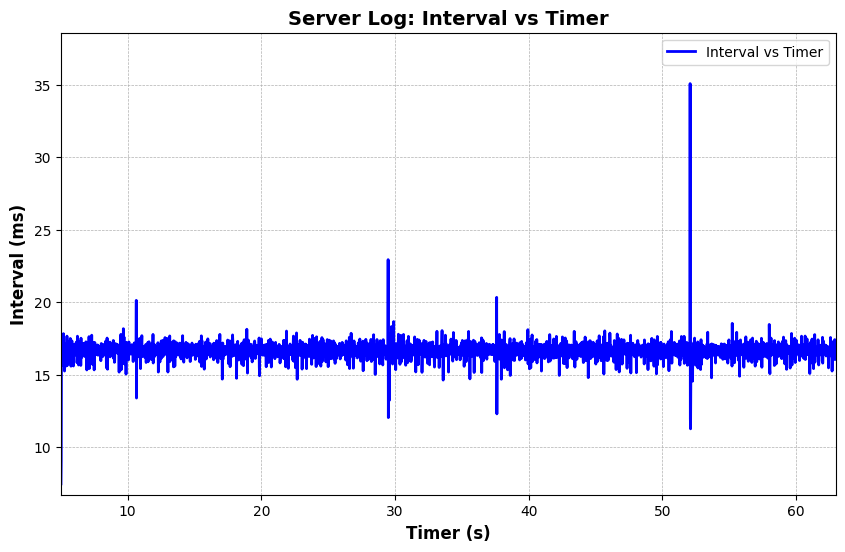 Server Log: Interval vs Timer
Interval vs Timer
35
30
25
20
15
10
Interval (ms)
10 20 30 40 50 60
Timer (s)